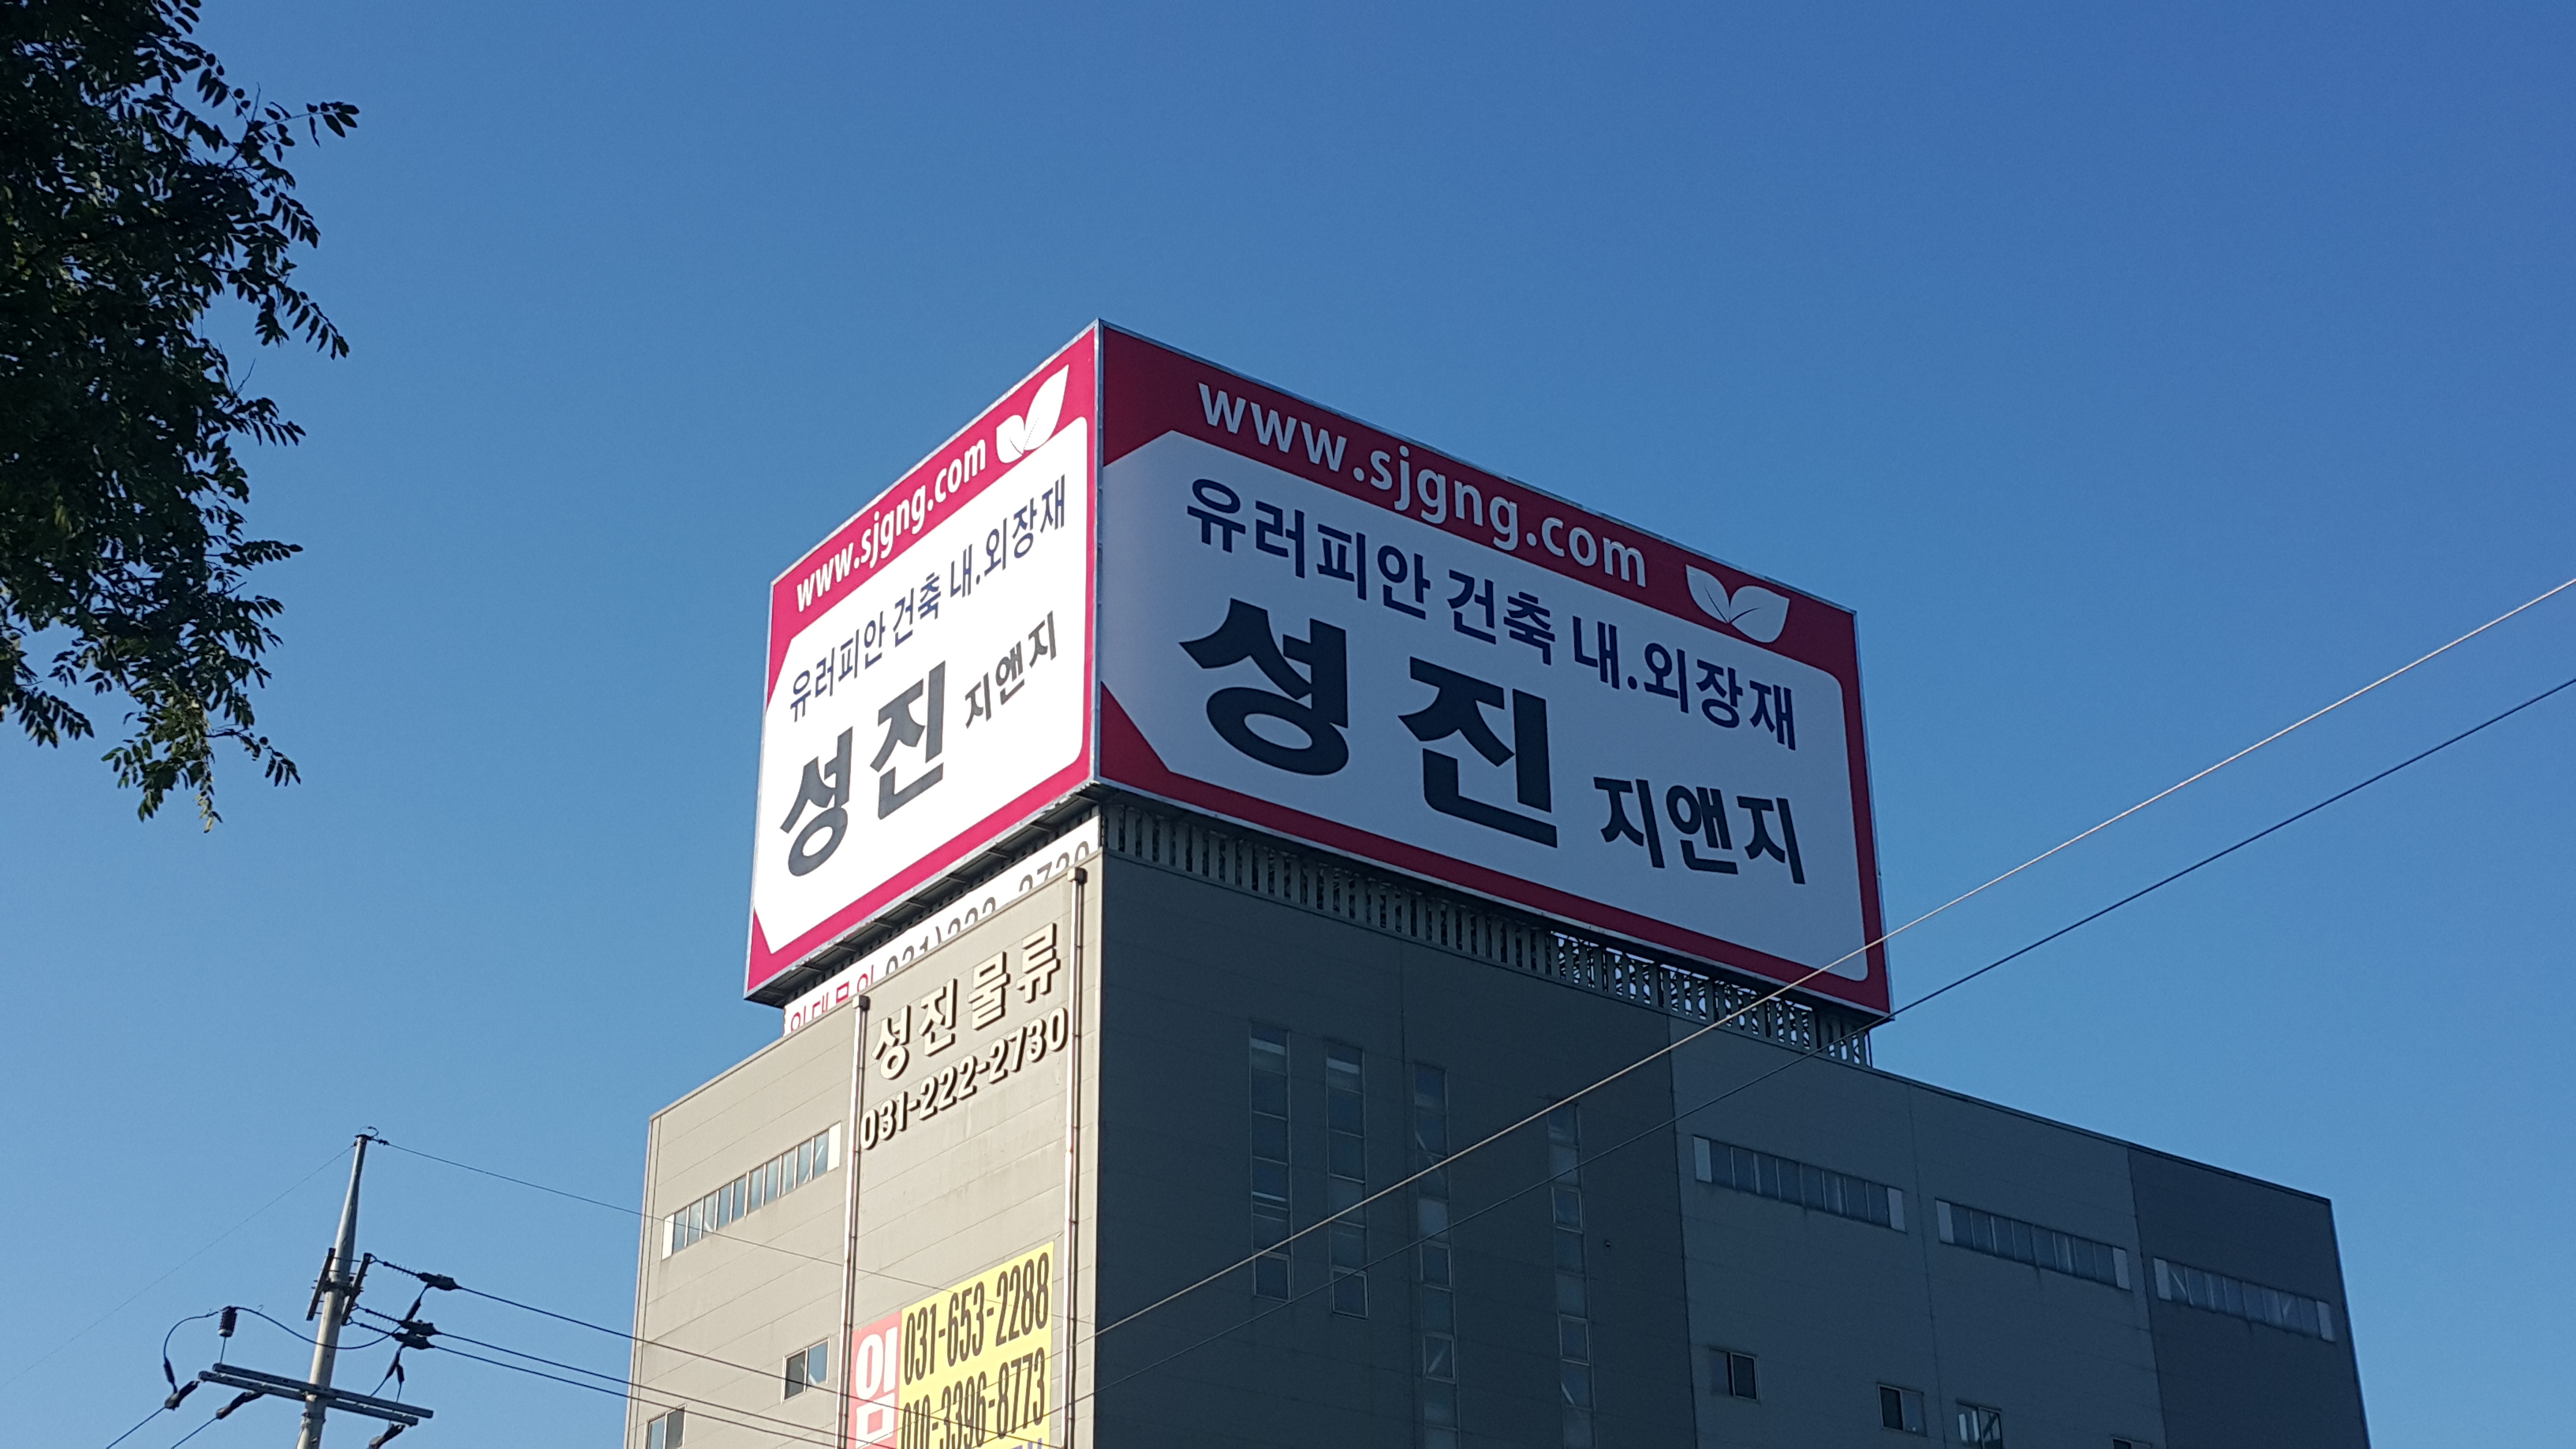 www.sjgng.com
유러피안 건축 내.외장재
성진 지앤지
www.sjgng.com
유러피안 건축 내.외장재
성진 지앤지
성진물류
031-222-2730
임
031-653-2288
010-3396-8773